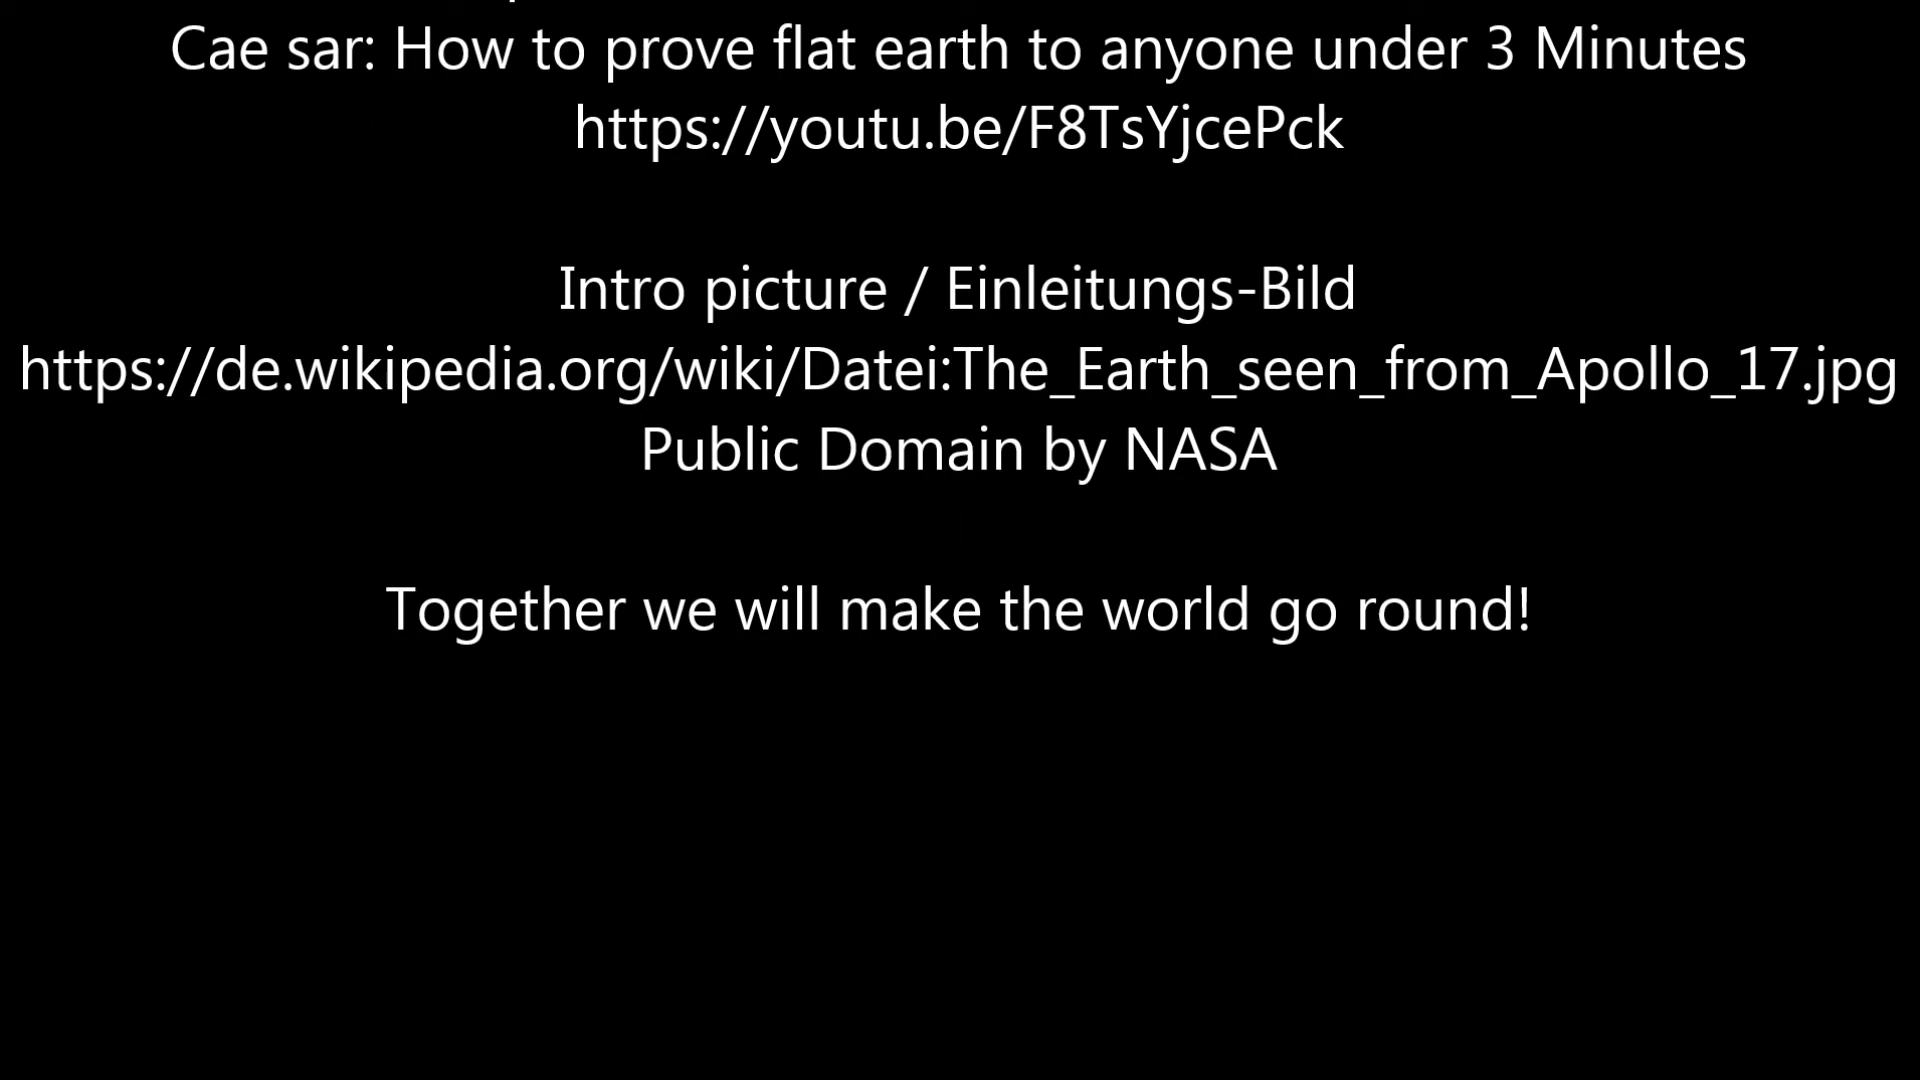 Cae sar: How to prove flat earth to anyone under 3 Minutes
https://youtu.be/F8TsYjcePck
Intro picture / Einleitungs-Bild
https://de.wikipedia.org/wiki/Datei:The_Earth_seen_from_Apollo_17.jpg
Public Domain by NASA
Together we will make the world go round!